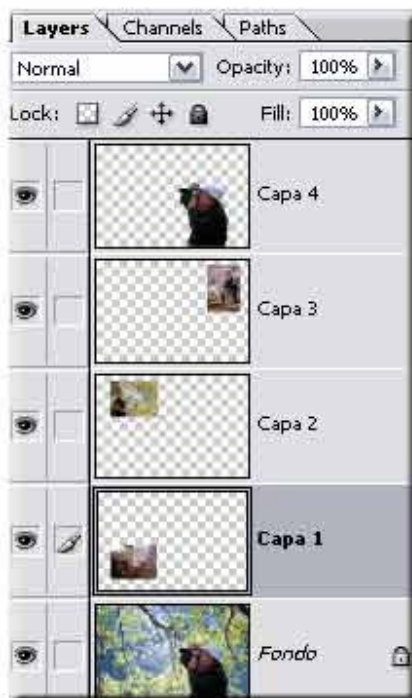 Layers Channels Paths
Normal Opacity: 100%
Lock: Fill: 100%
Capa 4
Capa 3
Capa 2
Capa 1
Fondo